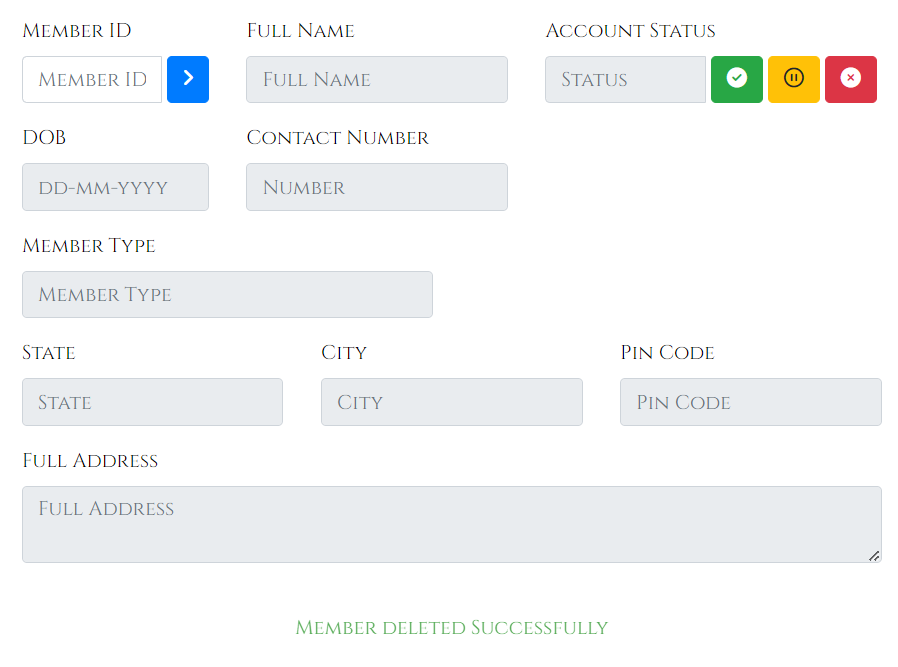 Member ID Full Name Account Status
Member ID Full Name Status
DOB Contact Number
dd-mm-yyyy Number
Member Type
Member Type
State City Pin Code
State City Pin Code
Full Address
Full Address
Member deleted Successfully